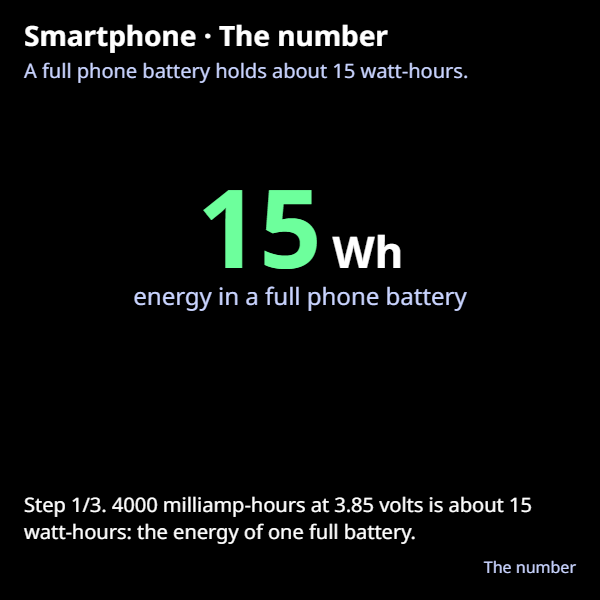 Smartphone · The number
A full phone battery holds about 15 watt-hours.
15 Wh
energy in a full phone battery
Step 1/3. 4000 milliamp-hours at 3.85 volts is about 15
watt-hours: the energy of one full battery.
The number